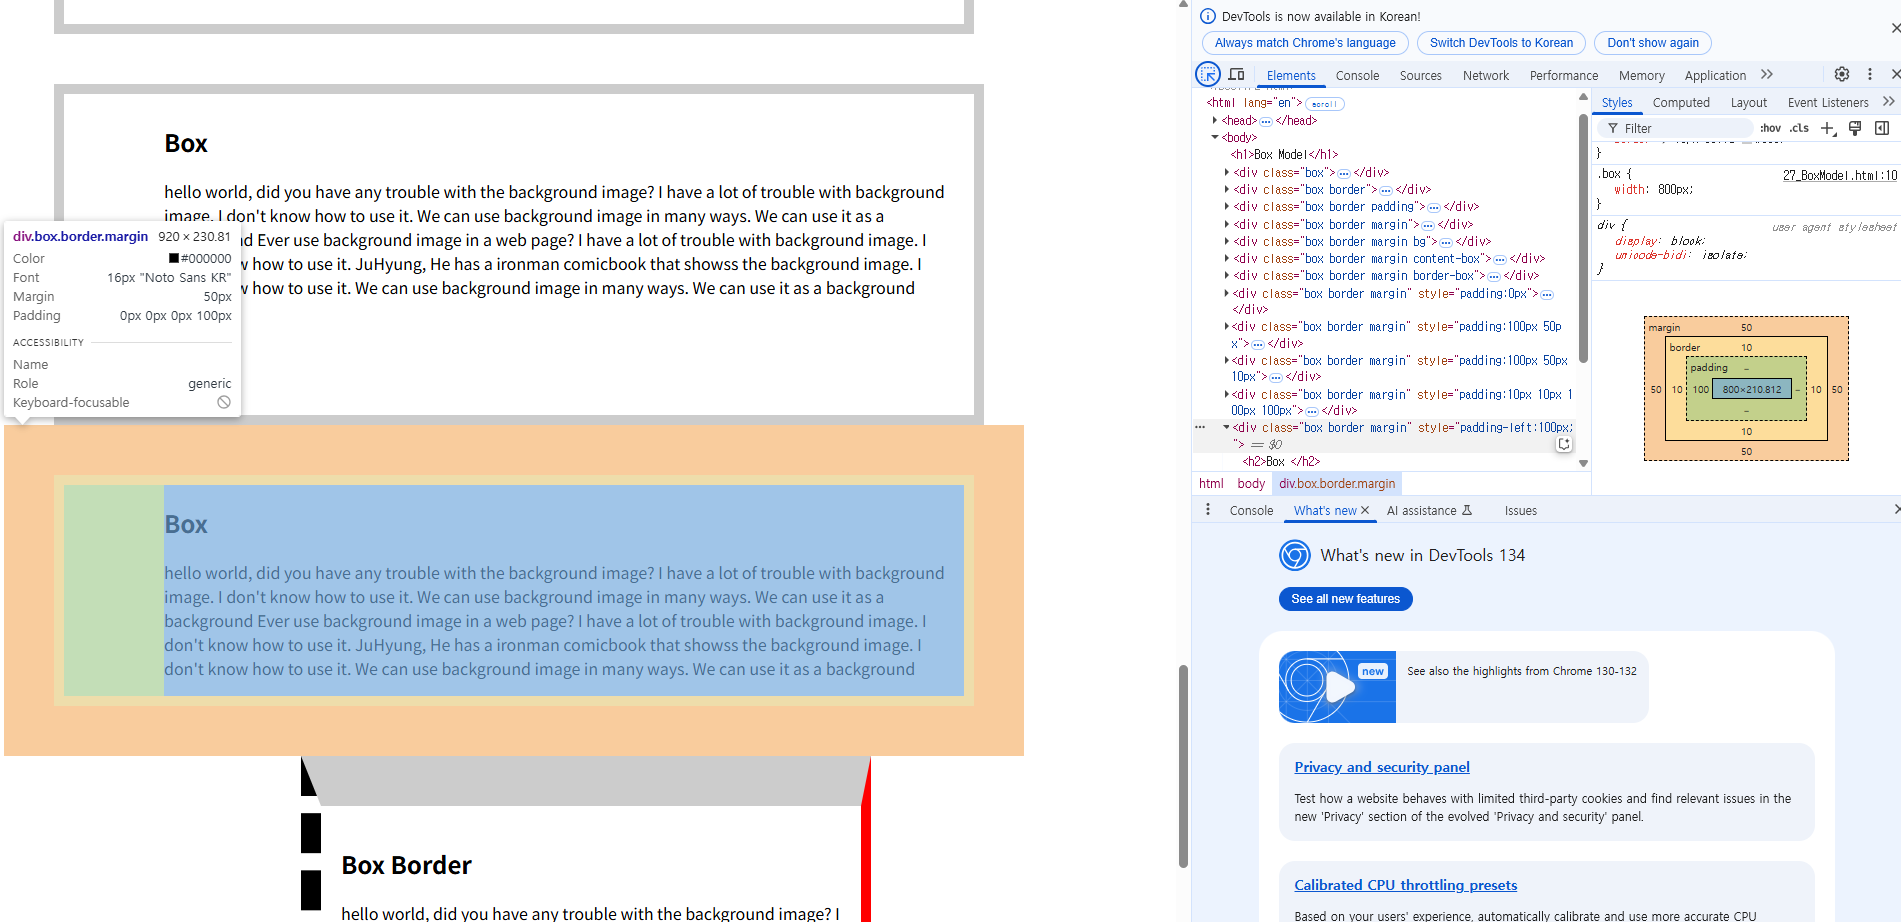 Box
hello world, did you have any trouble with the background image? I have a lot of trouble with background
image. I don't know how to use it. We can use background image in many ways. We can use it as a
d Ever use background image in a web page? I have a lot of trouble with background image. I
w how to use it. JuHyung, He has a ironman comicbook that showss the background image. I
w how to use it. We can use background image in many ways. We can use it as a background
div.box.border.margin 920 × 230.81
Color #000000
Font 16px "Noto Sans KR"
Margin 50px
Padding 0px 0px 0px 100px
ACCESSIBILITY
Name
Role generic
Keyboard-focusable
Box
hello world, did you have any trouble with the background image? I have a lot of trouble with background
image. I don't know how to use it. We can use background image in many ways. We can use it as a
background Ever use background image in a web page? I have a lot of trouble with background image. I
don't know how to use it. JuHyung, He has a ironman comicbook that showss the background image. I
don't know how to use it. We can use background image in many ways. We can use it as a background
Box Border
hello world, did you have any trouble with the background image? I
DevTools is now available in Korean!
Always match Chrome's language Switch DevTools to Korean Don't show again
Elements Console Sources Network Performance Memory Application
<html lang="en"> scroll
<head> … </head>
<body>
<h1>Box Model</h1>
<div class="box"> … </div>
<div class="box border"> … </div>
<div class="box border padding"> … </div>
<div class="box border margin"> … </div>
<div class="box border margin bg"> … </div>
<div class="box border margin content-box"> … </div>
<div class="box border margin border-box"> … </div>
<div class="box border margin" style="padding:0px"> …
</div>
<div class="box border margin" style="padding:100px 50p
x"> … </div>
<div class="box border margin" style="padding:100px 50px
10px"> … </div>
<div class="box border margin" style="padding:10px 10px 1
00px 100px"> … </div>
<div class="box border margin" style="padding-left:100px;
"> == $0
<h2>Box </h2>
html body div.box.border.margin
Styles Computed Layout Event Listeners
Filter :hov .cls
}
.box { 27_BoxModel.html:10
width: 800px;
}
div { user agent stylesheet
display: block;
unicode-bidi: isolate;
}
margin 50
border 10
padding –
50 10 100 800×210.812 – 10 50
–
10
50
Console What's new AI assistance Issues
What's new in DevTools 134
See all new features
new
See also the highlights from Chrome 130-132
Privacy and security panel
Test how a website behaves with limited third-party cookies and find relevant issues in the
new 'Privacy' section of the evolved 'Privacy and security' panel.
Calibrated CPU throttling presets
Based on your users' experience, automatically calibrate and use more accurate CPU